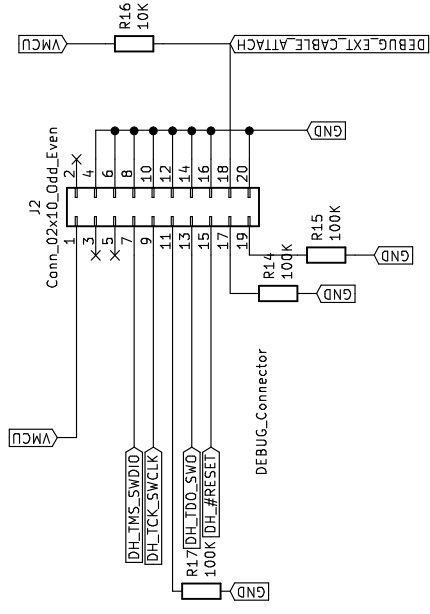 R16
10K
VMCU
DEBUG_EXT_CABLE_ATTACH
GND
J2
Conn_02x10_Odd_Even
2
4
6
8
10
12
14
16
18
20
1
3
5
7
9
11
13
15
17
19
R15
100K
GND
R14
100K
GND
VMCU
DH_TMS_SWDIO
DH_TCK_SWCLK
DH_TDO_SWO
DH_#RESET
DEBUG_Connector
R17
100K
GND